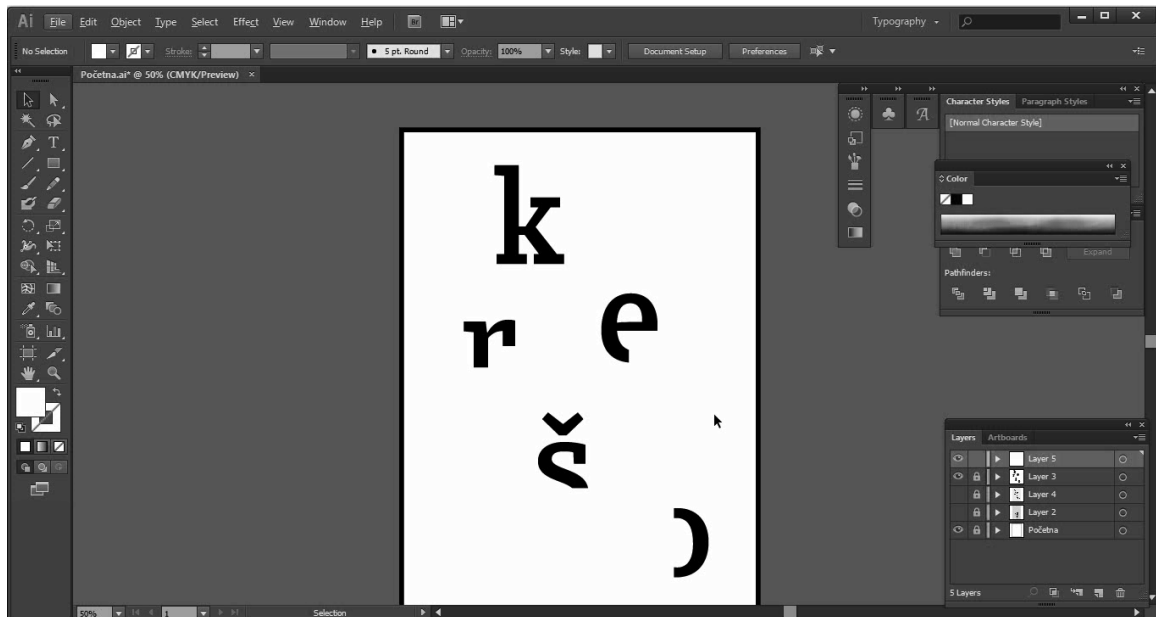 Ai File Edit Object Type Select Effect View Window Help Br Typography
No Selection Stroke: 5 pt. Round Opacity: 100% Style: Document Setup Preferences
Početna.ai* @ 50% (CMYK/Preview) ×
Character Styles Paragraph Styles
[Normal Character Style]
Color
Expand
Pathfinders:
k
r e
š
Layers Artboards
Layer 5
Layer 3
Layer 4
Layer 2
Početna
5 Layers
50% 1 Selection